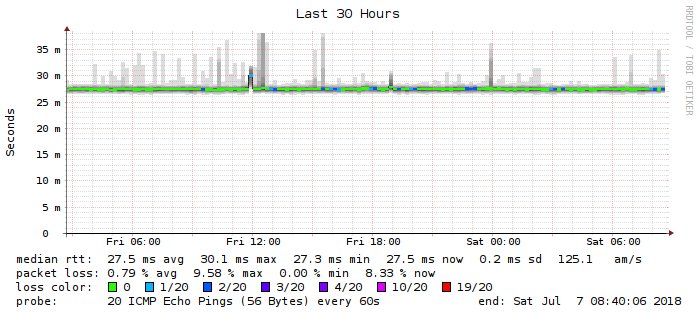 Last 30 Hours
RRDTOOL / TOBI OETIKER
Seconds
35 m
30 m
25 m
20 m
15 m
10 m
5 m
0
Fri 06:00 Fri 12:00 Fri 18:00 Sat 00:00 Sat 06:00
median rtt: 27.5 ms avg 30.1 ms max 27.3 ms min 27.5 ms now 0.2 ms sd 125.1 am/s
packet loss: 0.79 % avg 9.58 % max 0.00 % min 8.33 % now
loss color: 0 1/20 2/20 3/20 4/20 10/20 19/20
probe: 20 ICMP Echo Pings (56 Bytes) every 60s end: Sat Jul 7 08:40:06 2018